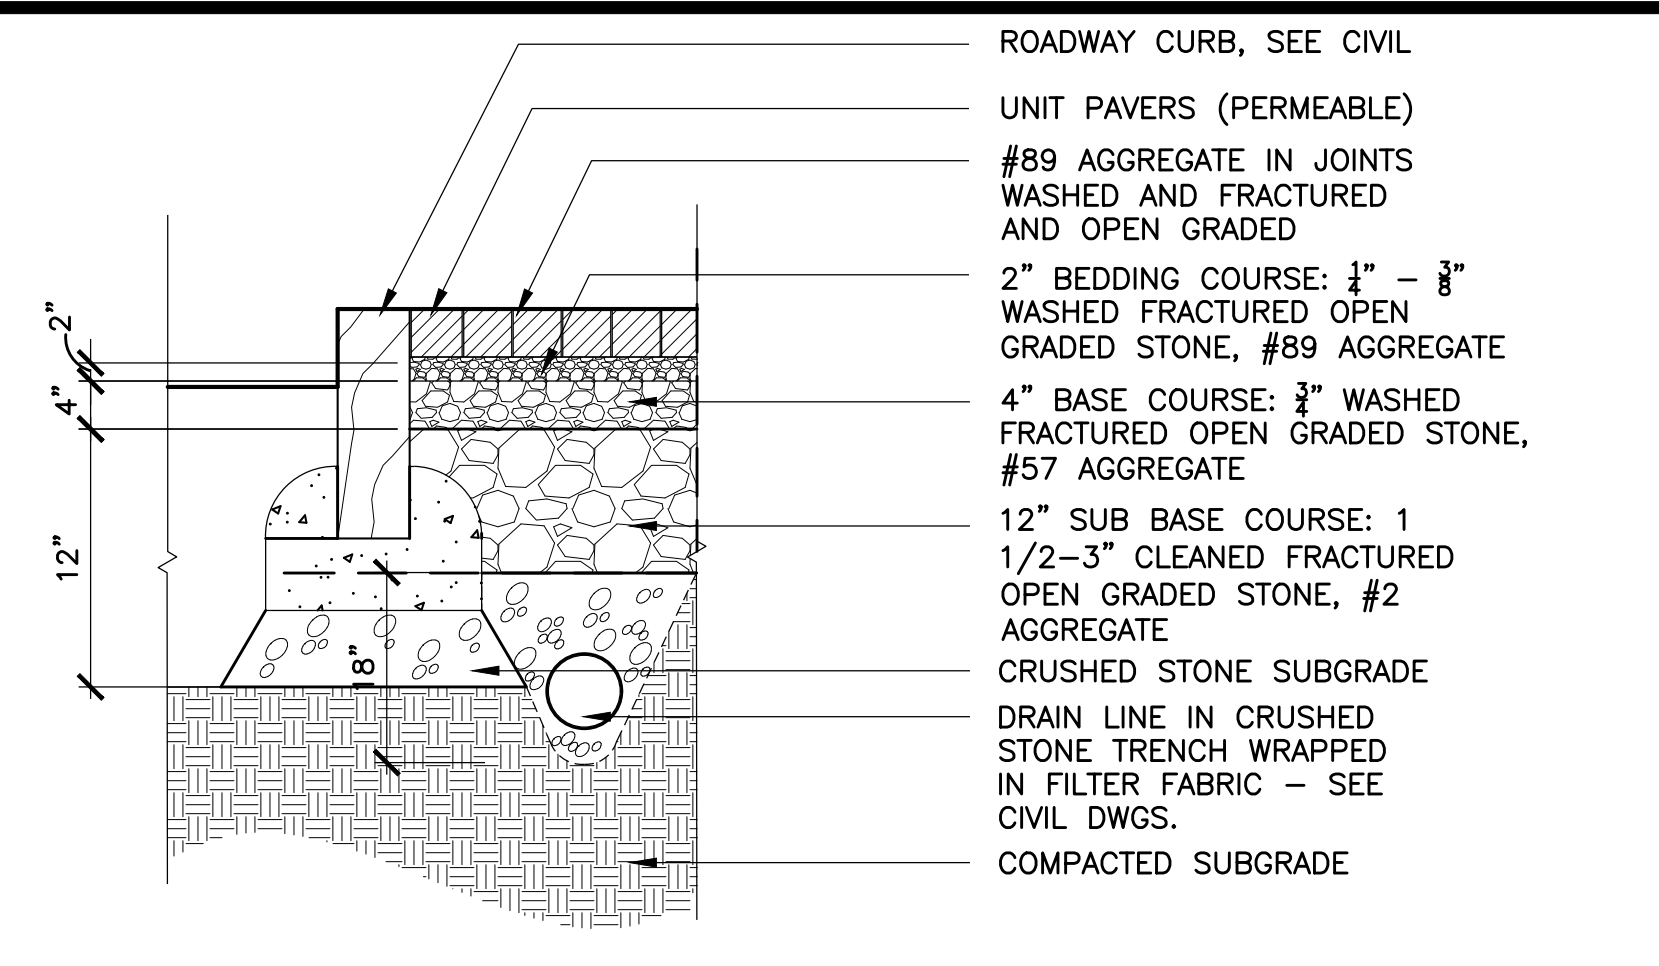 ROADWAY CURB, SEE CIVIL
UNIT PAVERS (PERMEABLE)
#89 AGGREGATE IN JOINTS
WASHED AND FRACTURED
AND OPEN GRADED
2” BEDDING COURSE: 1/4” – 3/8”
WASHED FRACTURED OPEN
GRADED STONE, #89 AGGREGATE
4” BASE COURSE: 3/4” WASHED
FRACTURED OPEN GRADED STONE,
#57 AGGREGATE
12” SUB BASE COURSE: 1
1/2–3” CLEANED FRACTURED
OPEN GRADED STONE, #2
AGGREGATE
CRUSHED STONE SUBGRADE
DRAIN LINE IN CRUSHED
STONE TRENCH WRAPPED
IN FILTER FABRIC – SEE
CIVIL DWGS.
COMPACTED SUBGRADE
2”
4”
12”
18”